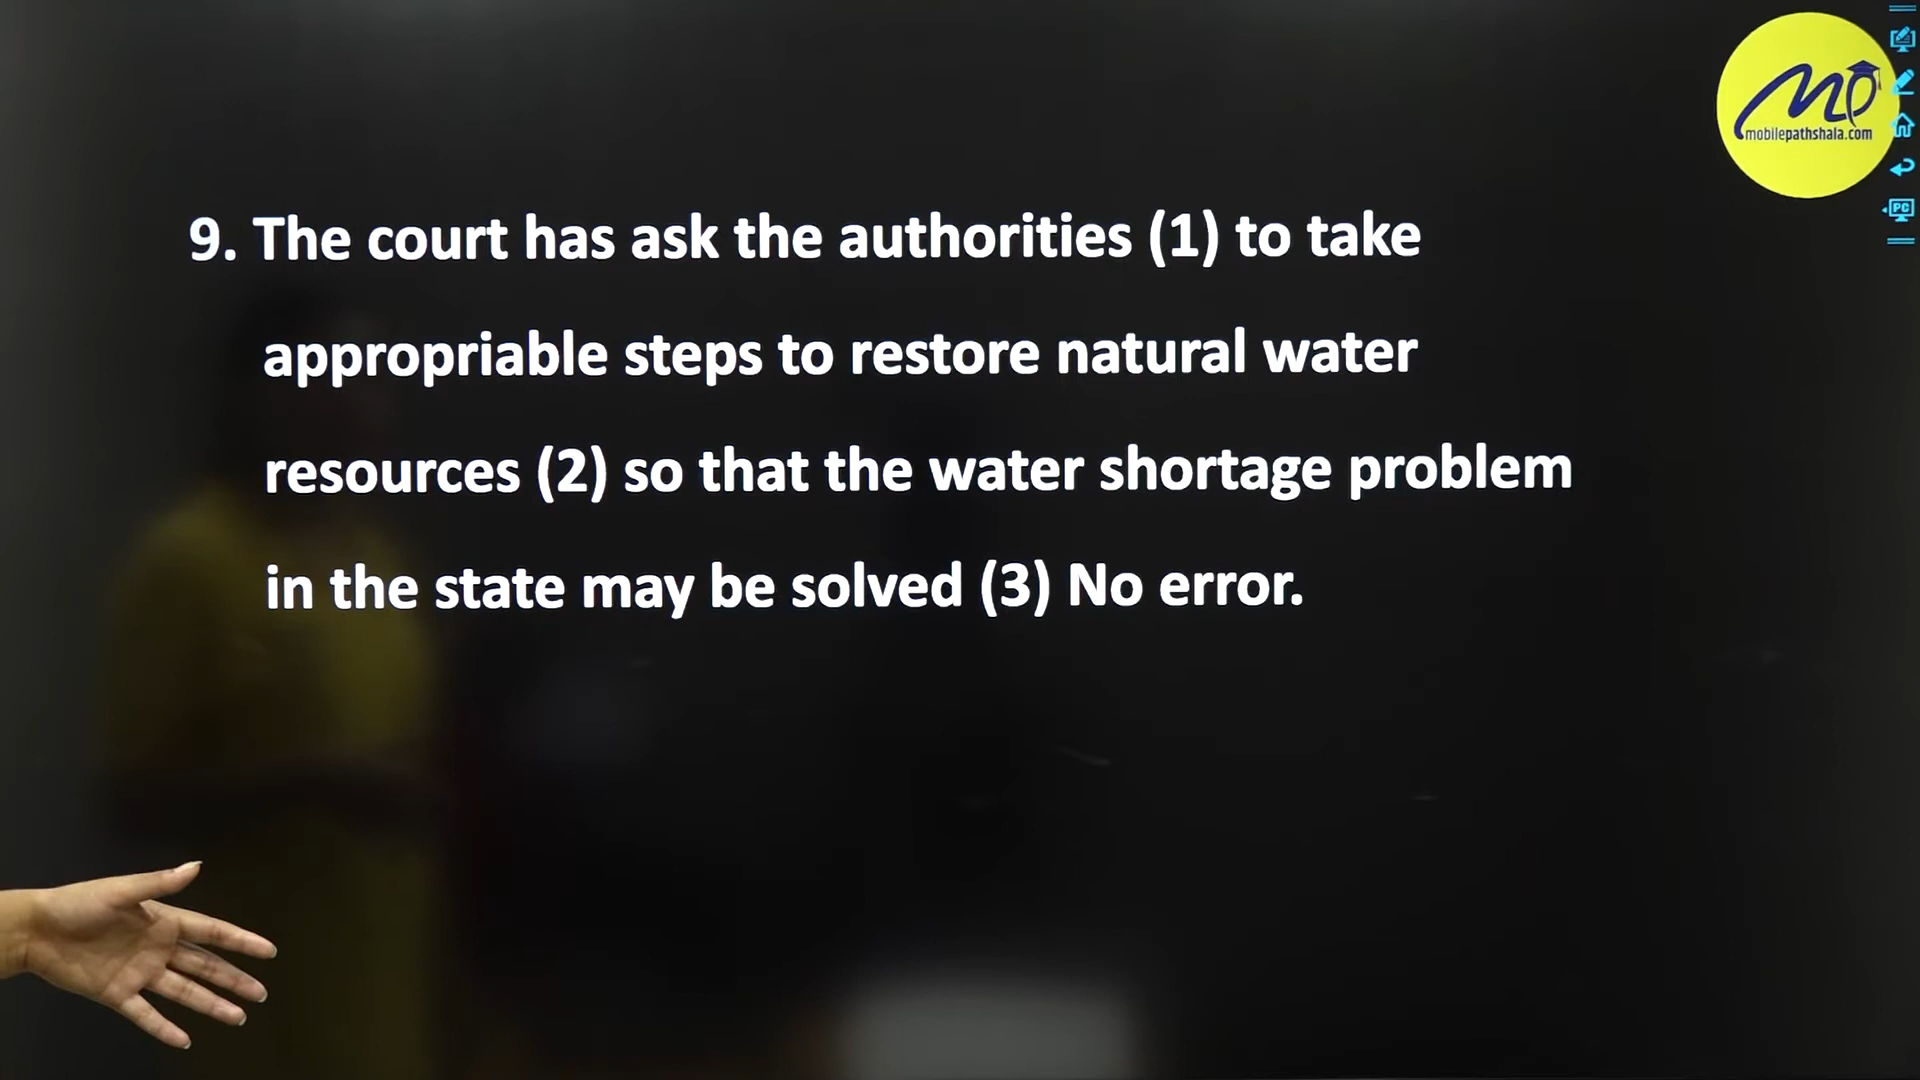 mobilepathshala.com
9. The court has ask the authorities (1) to take
appropriable steps to restore natural water
resources (2) so that the water shortage problem
in the state may be solved (3) No error.
PC